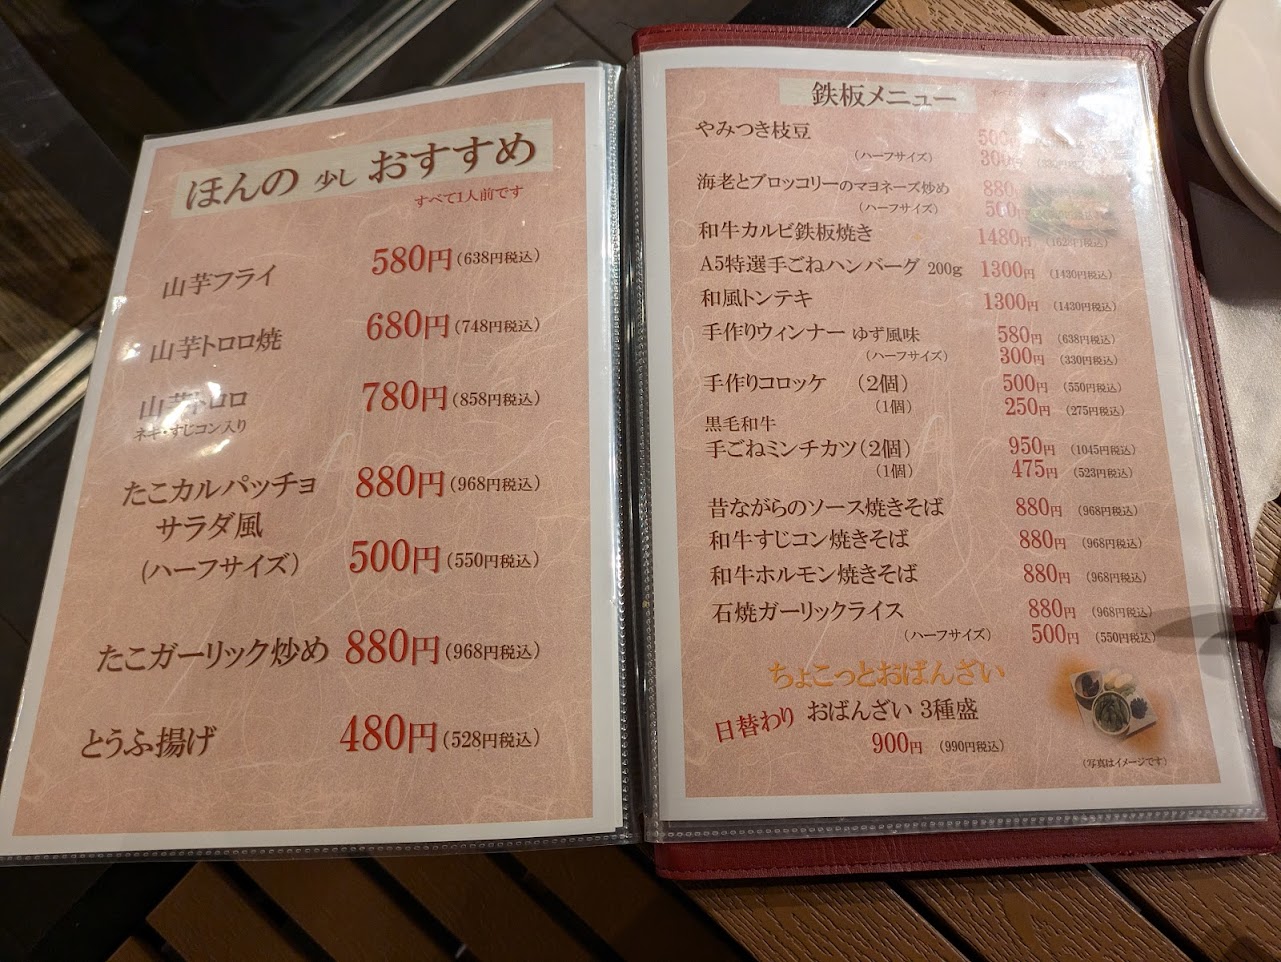 ほんの 少し おすすめ
すべて1人前です
山芋フライ 580円(638円税込)
山芋トロロ焼 680円(748円税込)
山芋トロロ 780円(858円税込)
ネギ・すじコン入り
たこカルパッチョ 880円(968円税込)
サラダ風
(ハーフサイズ) 500円(550円税込)
たこガーリック炒め 880円(968円税込)
とうふ揚げ 480円(528円税込)
鉄板メニュー
やみつき枝豆 500円
(ハーフサイズ) 300円
海老とブロッコリーのマヨネーズ炒め 880
(ハーフサイズ) 500
和牛カルビ鉄板焼き 1480円
A5特選手ごねハンバーグ 200g 1300円 (1430円税込)
和風トンテキ 1300円 (1430円税込)
手作りウィンナー ゆず風味 580円 (638円税込)
(ハーフサイズ) 300円 (330円税込)
手作りコロッケ (2個) 500円 (550円税込)
(1個) 250円 (275円税込)
黒毛和牛
手ごねミンチカツ(2個) 950円 (1045円税込)
(1個) 475円 (523円税込)
昔ながらのソース焼きそば 880円 (968円税込)
和牛すじコン焼きそば 880円 (968円税込)
和牛ホルモン焼きそば 880円 (968円税込)
石焼ガーリックライス 880円 (968円税込)
(ハーフサイズ) 500円 (550円税込)
ちょこっとおばんざい
日替わり おばんざい 3種盛
900円 (990円税込)
(写真はイメージです)